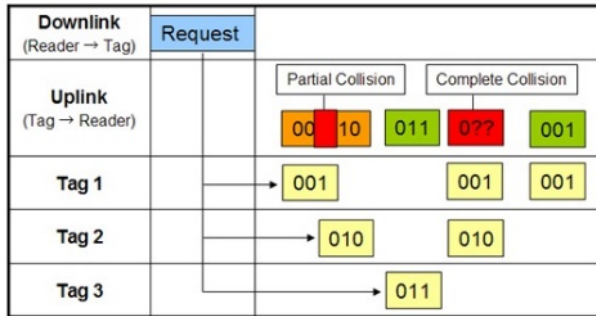 Downlink
(Reader → Tag)
Request
Uplink
(Tag → Reader)
Partial Collision
Complete Collision
00 10
011
0??
001
Tag 1
001
001
001
Tag 2
010
010
Tag 3
011